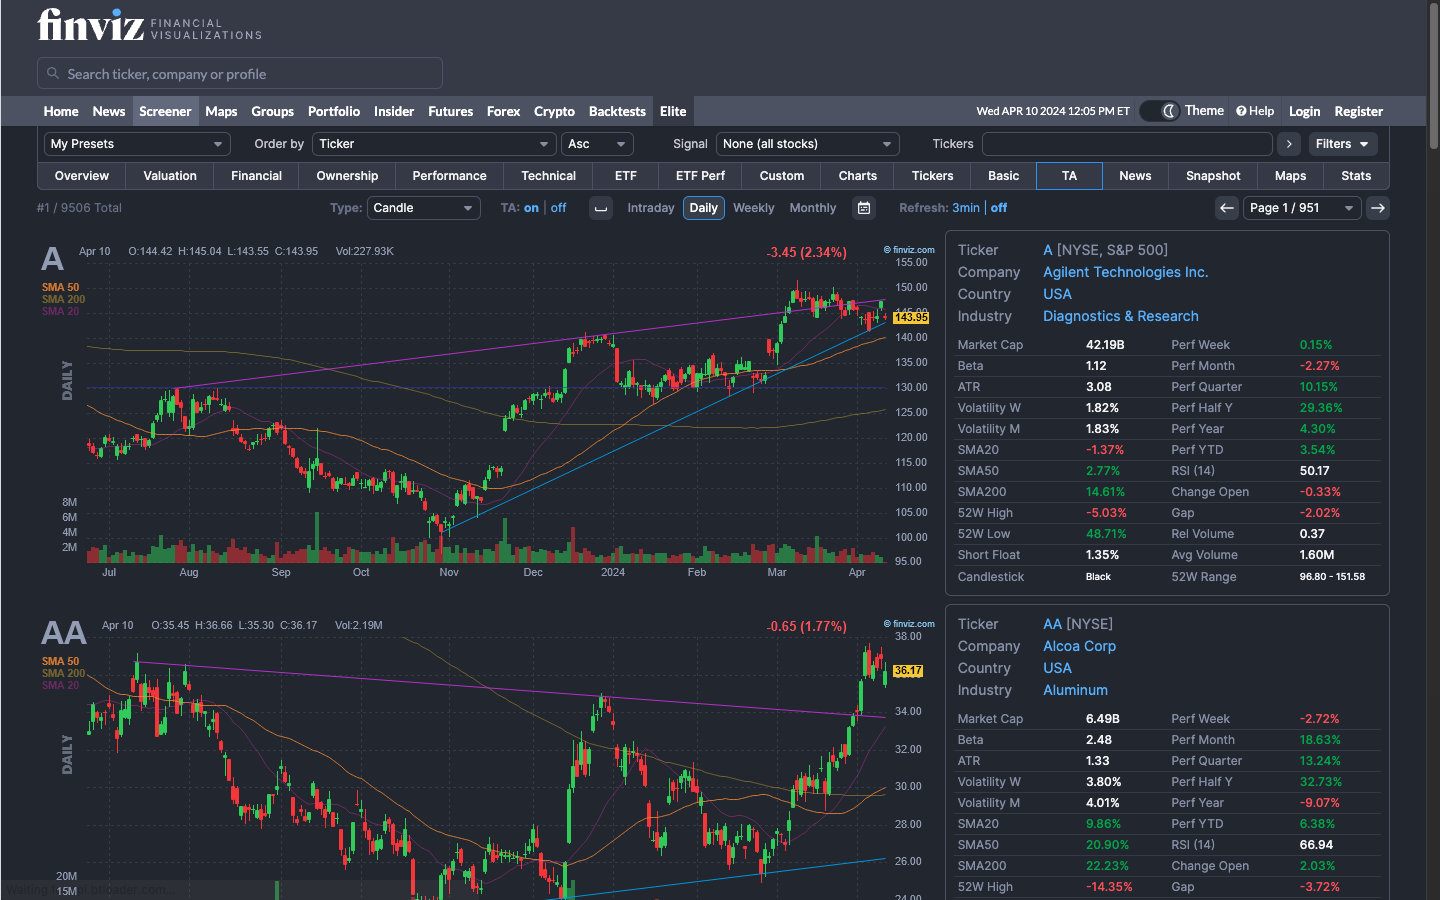 finviz FINANCIAL VISUALIZATIONS
Search ticker, company or profile
Home News Screener Maps Groups Portfolio Insider Futures Forex Crypto Backtests Elite Wed APR 10 2024 12:05 PM ET Theme Help Login Register
My Presets Order by Ticker Asc Signal None (all stocks) Tickers Filters
Overview Valuation Financial Ownership Performance Technical ETF ETF Perf Custom Charts Tickers Basic TA News Snapshot Maps Stats
#1 / 9506 Total Type: Candle TA: on | off Intraday Daily Weekly Monthly Refresh: 3min | off Page 1 / 951
A Apr 10 O:144.42 H:145.04 L:143.55 C:143.95 Vol:227.93K -3.45 (2.34%) © finviz.com
SMA 50
SMA 200
SMA 20
DAILY
155.00
150.00
145.00
143.95
140.00
135.00
130.00
125.00
120.00
115.00
110.00
105.00
100.00
95.00
8M
6M
4M
2M
Jul Aug Sep Oct Nov Dec 2024 Feb Mar Apr
Ticker A [NYSE, S&P 500]
Company Agilent Technologies Inc.
Country USA
Industry Diagnostics & Research
Market Cap 42.19B Perf Week 0.15%
Beta 1.12 Perf Month -2.27%
ATR 3.08 Perf Quarter 10.15%
Volatility W 1.82% Perf Half Y 29.36%
Volatility M 1.83% Perf Year 4.30%
SMA20 -1.37% Perf YTD 3.54%
SMA50 2.77% RSI (14) 50.17
SMA200 14.61% Change Open -0.33%
52W High -5.03% Gap -2.02%
52W Low 48.71% Rel Volume 0.37
Short Float 1.35% Avg Volume 1.60M
Candlestick Black 52W Range 96.80 - 151.58
AA Apr 10 O:35.45 H:36.66 L:35.30 C:36.17 Vol:2.19M -0.65 (1.77%) © finviz.com
SMA 50
SMA 200
SMA 20
DAILY
38.00
36.17
34.00
32.00
30.00
28.00
26.00
24.00
20M
15M
Ticker AA [NYSE]
Company Alcoa Corp
Country USA
Industry Aluminum
Market Cap 6.49B Perf Week -2.72%
Beta 2.48 Perf Month 18.63%
ATR 1.33 Perf Quarter 13.24%
Volatility W 3.80% Perf Half Y 32.73%
Volatility M 4.01% Perf Year -9.07%
SMA20 9.86% Perf YTD 6.38%
SMA50 20.90% RSI (14) 66.94
SMA200 22.23% Change Open 2.03%
52W High -14.35% Gap -3.72%